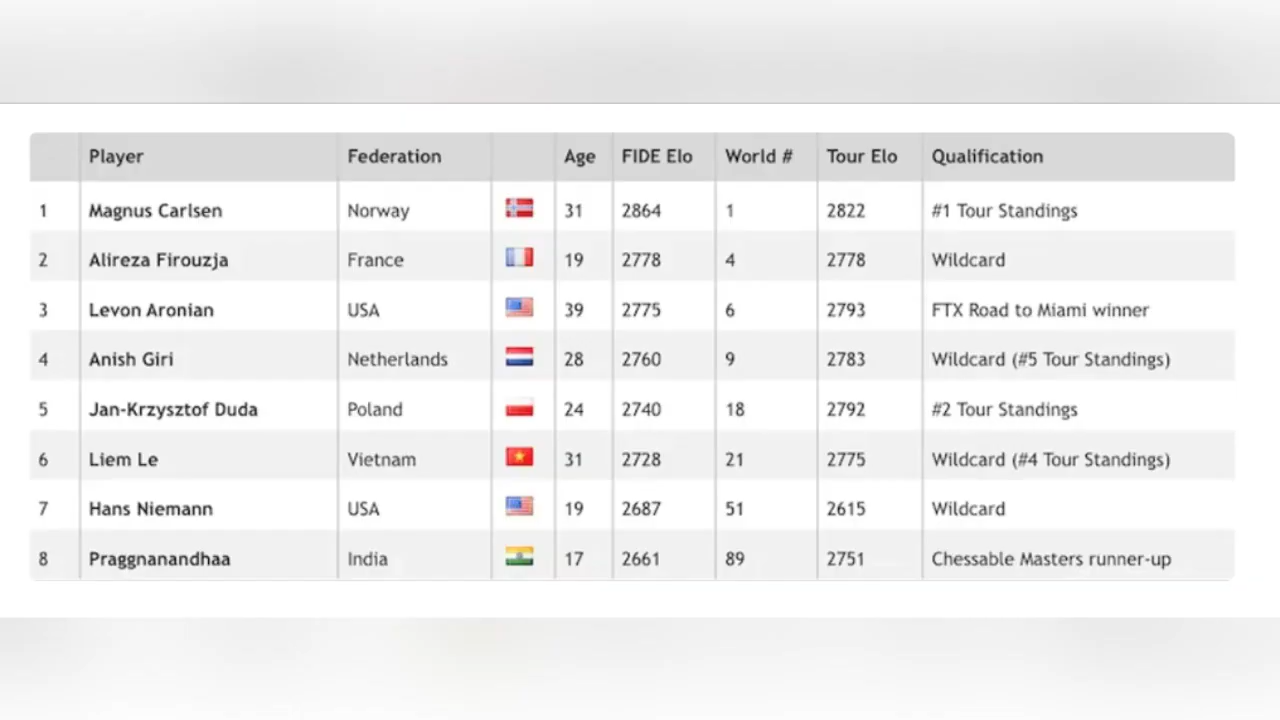 Player Federation Age FIDE Elo World # Tour Elo Qualification
1 Magnus Carlsen Norway 31 2864 1 2822 #1 Tour Standings
2 Alireza Firouzja France 19 2778 4 2778 Wildcard
3 Levon Aronian USA 39 2775 6 2793 FTX Road to Miami winner
4 Anish Giri Netherlands 28 2760 9 2783 Wildcard (#5 Tour Standings)
5 Jan-Krzysztof Duda Poland 24 2740 18 2792 #2 Tour Standings
6 Liem Le Vietnam 31 2728 21 2775 Wildcard (#4 Tour Standings)
7 Hans Niemann USA 19 2687 51 2615 Wildcard
8 Praggnanandhaa India 17 2661 89 2751 Chessable Masters runner-up